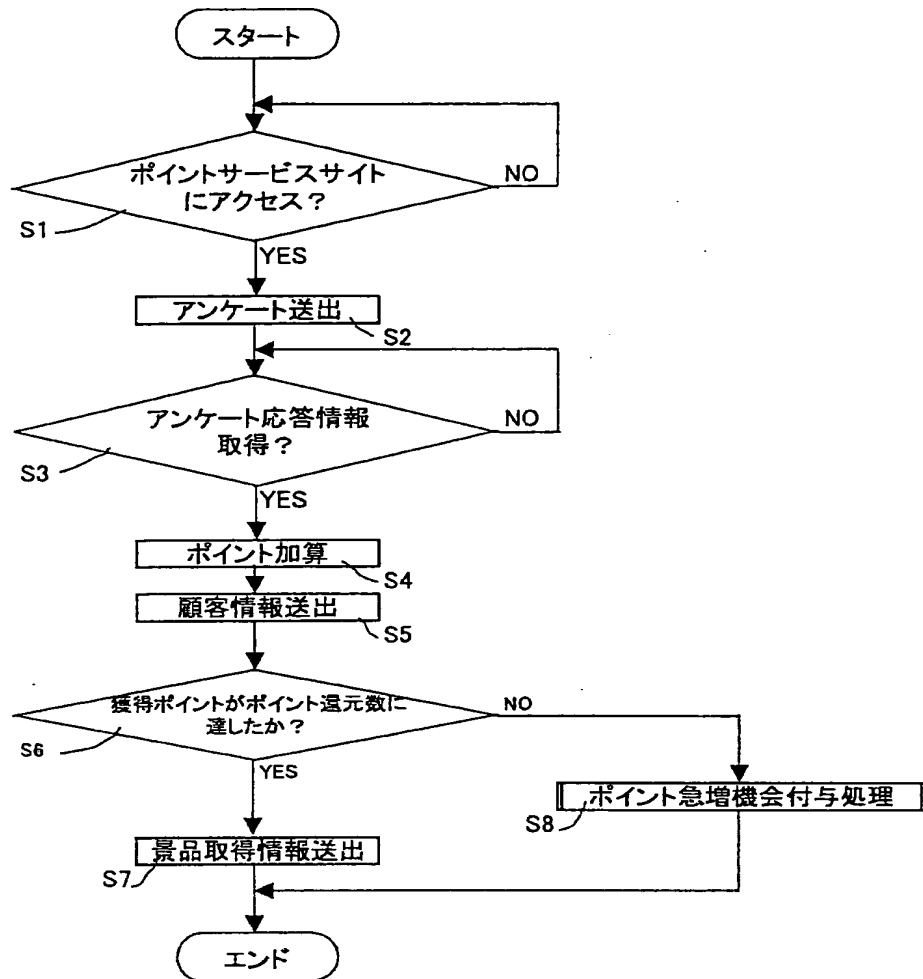 スタート
ポイントサービスサイト
にアクセス？
NO
S1
YES
アンケート送出
S2
アンケート応答情報
取得？
NO
S3
YES
ポイント加算
S4
顧客情報送出
S5
獲得ポイントがポイント還元数に
達したか？
NO
S6
YES
ポイント急増機会付与処理
S8
景品取得情報送出
S7
エンド